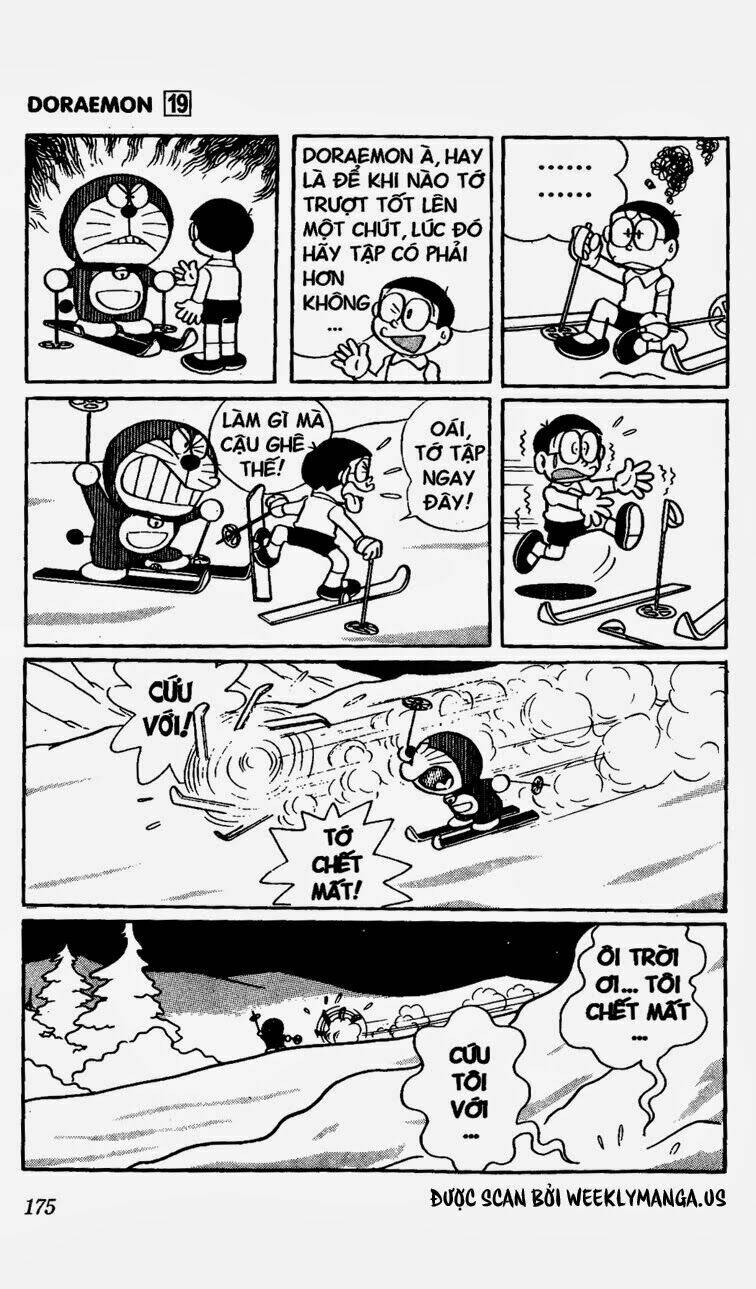 DORAEMON 19
......
......
DORAEMON À, HAY
LÀ ĐỂ KHI NÀO TỚ
TRƯỢT TỐT LÊN
MỘT CHÚT, LÚC ĐÓ
HÃY TẬP CÓ PHẢI
HƠN
KHÔNG
...
OÁI,
TỚ TẬP
NGAY
ĐÂY!
LÀM GÌ MÀ
CẬU GHÊ
THẾ!
CỨU
VỚI!
TỚ
CHẾT
MẤT!
ÔI TRỜI
ƠI... TÔI
CHẾT MẤT
...
CỨU
TÔI
VỚI
...
175
ĐƯỢC SCAN BỞI WEEKLYMANGA.US